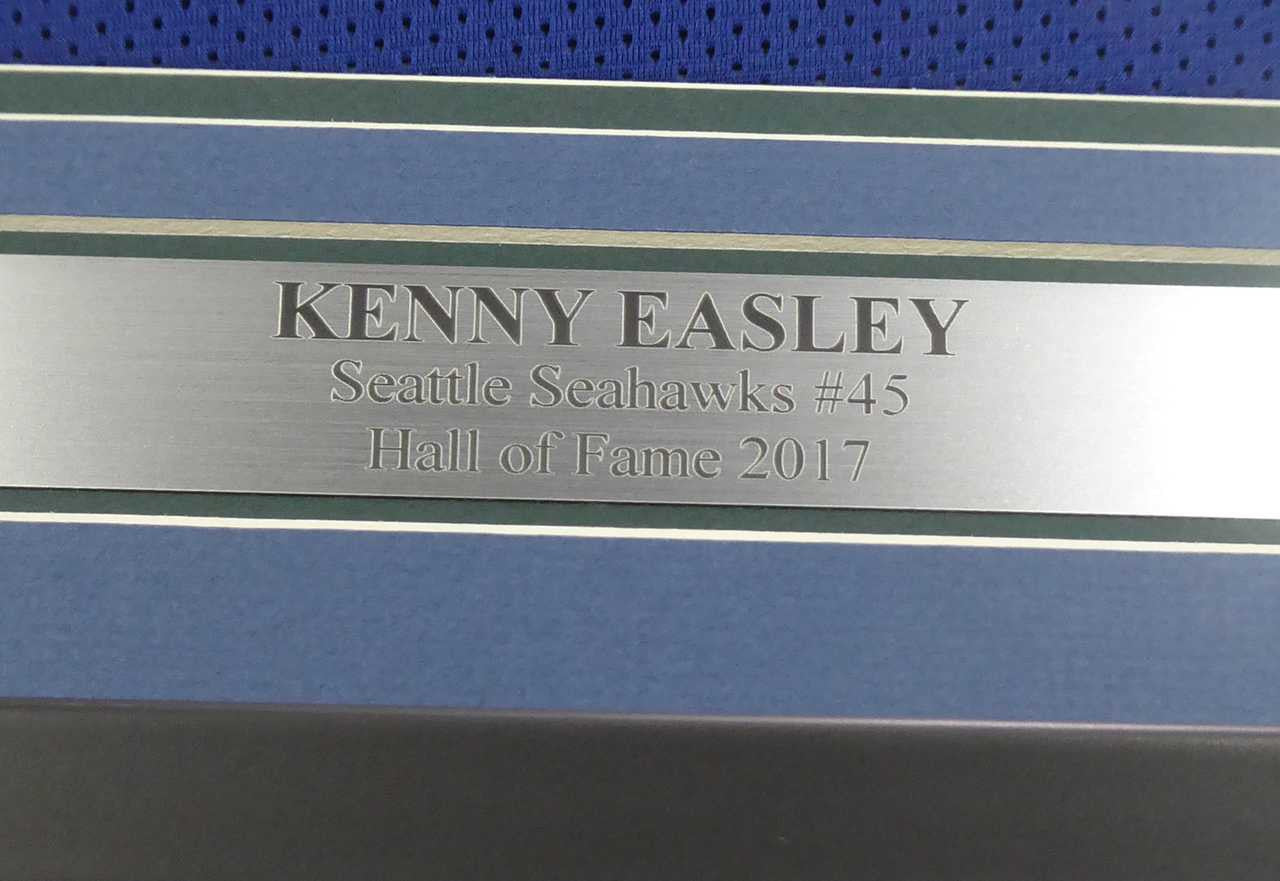 KENNY EASLEY
Seattle Seahawks #45
Hall of Fame 2017